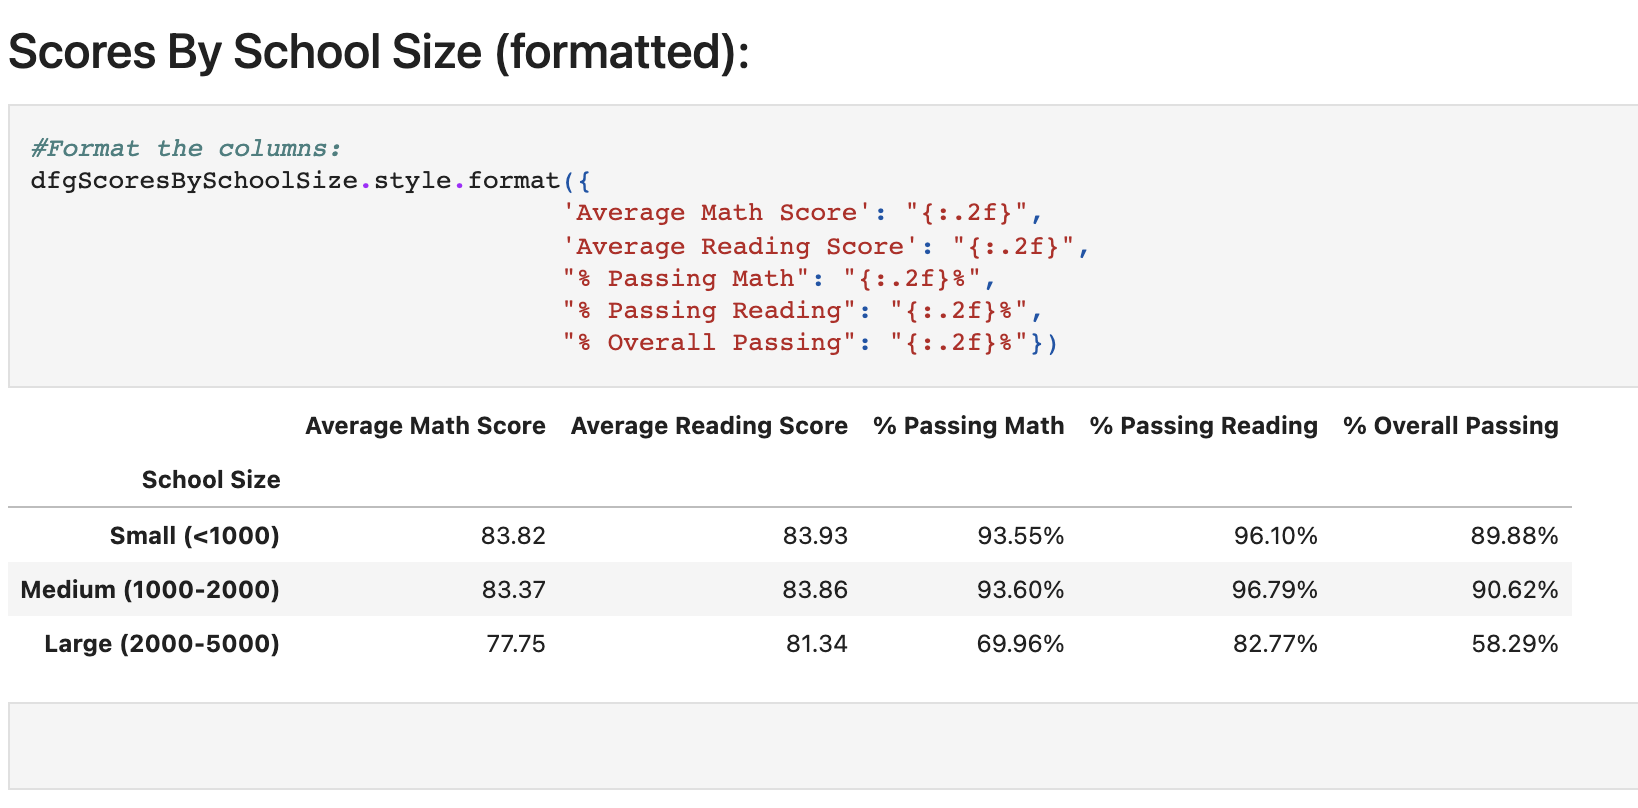 Scores By School Size (formatted):
#Format the columns:
dfgScoresBySchoolSize.style.format({
'Average Math Score': "{:.2f}",
'Average Reading Score': "{:.2f}",
"% Passing Math": "{:.2f}%",
"% Passing Reading": "{:.2f}%",
"% Overall Passing": "{:.2f}%"})
Average Math Score Average Reading Score % Passing Math % Passing Reading % Overall Passing
School Size
Small (<1000) 83.82 83.93 93.55% 96.10% 89.88%
Medium (1000-2000) 83.37 83.86 93.60% 96.79% 90.62%
Large (2000-5000) 77.75 81.34 69.96% 82.77% 58.29%